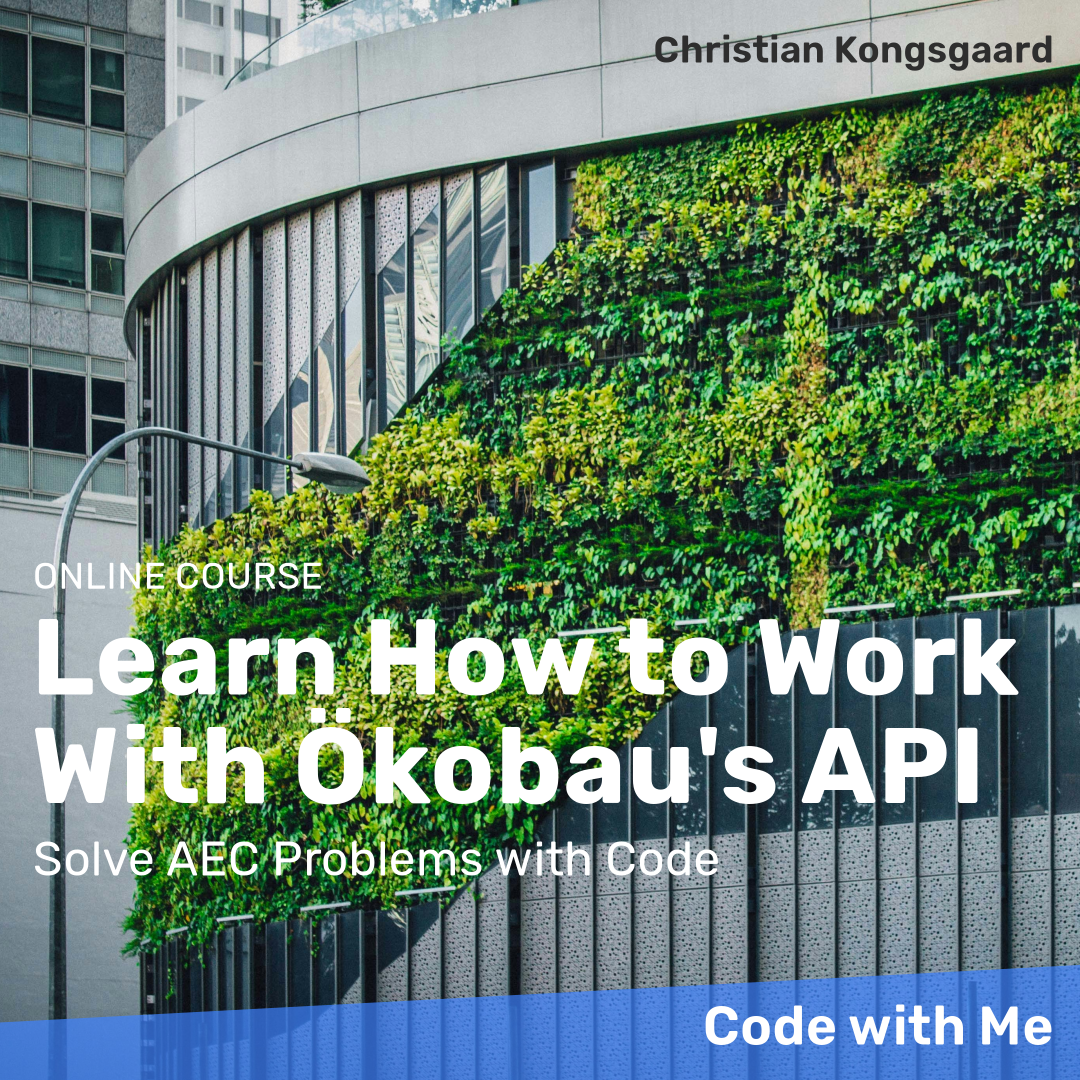 Christian Kongsgaard
ONLINE COURSE
Learn How to Work
With Ökobau's API
Solve AEC Problems with Code
Code with Me